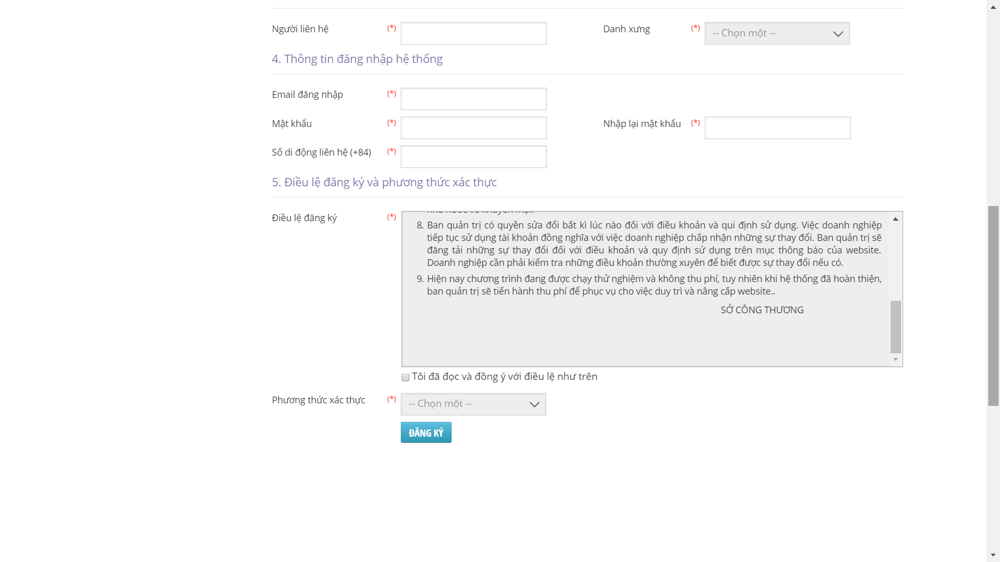 Người liên hệ (*) Danh xưng (*) -- Chọn một --
4. Thông tin đăng nhập hệ thống
Email đăng nhập (*)
Mật khẩu (*) Nhập lại mật khẩu (*)
Số di động liên hệ (+84) (*)
5. Điều lệ đăng ký và phương thức xác thực
Điều lệ đăng ký (*)
nhà nước về khuyến mại.
8. Ban quản trị có quyền sửa đổi bất kì lúc nào đối với điều khoản và qui định sử dụng. Việc doanh nghiệp
tiếp tục sử dụng tài khoản đồng nghĩa với việc doanh nghiệp chấp nhận những sự thay đổi. Ban quản trị sẽ
đăng tải những sự thay đổi đối với điều khoản và quy định sử dụng trên mục thông báo của website.
Doanh nghiệp cần phải kiểm tra những điều khoản thường xuyên để biết được sự thay đổi nếu có.
9. Hiện nay chương trình đang được chạy thử nghiệm và không thu phí, tuy nhiên khi hệ thống đã hoàn thiện,
ban quản trị sẽ tiến hành thu phí để phục vụ cho việc duy trì và nâng cấp website..
SỞ CÔNG THƯƠNG
Tôi đã đọc và đồng ý với điều lệ như trên
Phương thức xác thực (*) -- Chọn một --
ĐĂNG KÝ